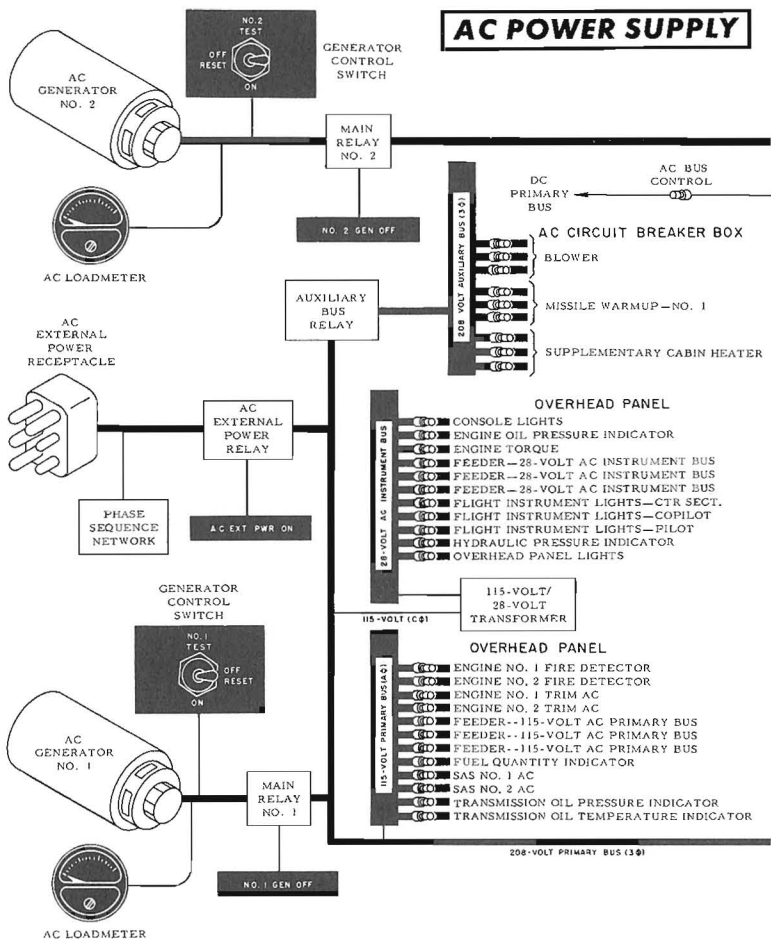 AC POWER SUPPLY
NO. 2
TEST
OFF
RESET
ON
GENERATOR
CONTROL
SWITCH
AC
GENERATOR
NO. 2
MAIN
RELAY
NO. 2
NO. 2 GEN OFF
AC LOADMETER
DC
PRIMARY
BUS
AC BUS
CONTROL
208 VOLT AUXILIARY BUS (3Φ)
AC CIRCUIT BREAKER BOX
BLOWER
MISSILE WARMUP—NO. 1
SUPPLEMENTARY CABIN HEATER
AUXILIARY
BUS
RELAY
AC
EXTERNAL
POWER
RECEPTACLE
AC
EXTERNAL
POWER
RELAY
PHASE
SEQUENCE
NETWORK
AC EXT PWR ON
OVERHEAD PANEL
28-VOLT AC INSTRUMENT BUS
CONSOLE LIGHTS
ENGINE OIL PRESSURE INDICATOR
ENGINE TORQUE
FEEDER—28-VOLT AC INSTRUMENT BUS
FEEDER—28-VOLT AC INSTRUMENT BUS
FEEDER—28-VOLT AC INSTRUMENT BUS
FLIGHT INSTRUMENT LIGHTS—CTR SECT.
FLIGHT INSTRUMENT LIGHTS—COPILOT
FLIGHT INSTRUMENT LIGHTS—PILOT
HYDRAULIC PRESSURE INDICATOR
OVERHEAD PANEL LIGHTS
115-VOLT/
28-VOLT
TRANSFORMER
115-VOLT (CΦ)
GENERATOR
CONTROL
SWITCH
NO. 1
TEST
OFF
RESET
ON
OVERHEAD PANEL
115-VOLT PRIMARY BUS (AΦ)
ENGINE NO. 1 FIRE DETECTOR
ENGINE NO. 2 FIRE DETECTOR
ENGINE NO. 1 TRIM AC
ENGINE NO. 2 TRIM AC
FEEDER--115-VOLT AC PRIMARY BUS
FEEDER--115-VOLT AC PRIMARY BUS
FEEDER--115-VOLT AC PRIMARY BUS
FUEL QUANTITY INDICATOR
SAS NO. 1 AC
SAS NO. 2 AC
TRANSMISSION OIL PRESSURE INDICATOR
TRANSMISSION OIL TEMPERATURE INDICATOR
AC
GENERATOR
NO. 1
MAIN
RELAY
NO. 1
208-VOLT PRIMARY BUS (3Φ)
NO. 1 GEN OFF
AC LOADMETER